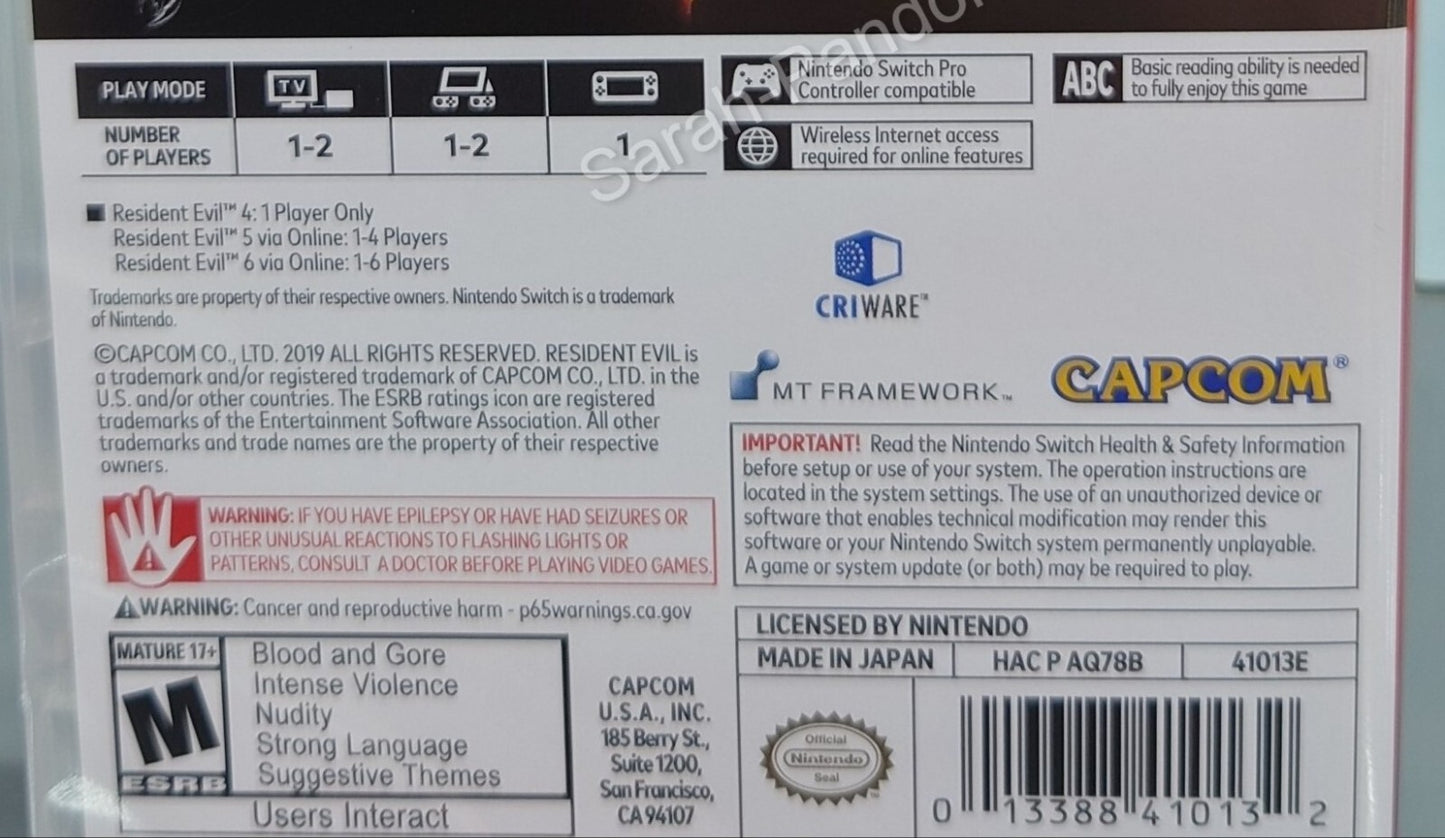 Sarah-Pando
PLAY MODE
TV
NUMBER
OF PLAYERS
1-2
1-2
1
Nintendo Switch Pro
Controller compatible
ABC
Basic reading ability is needed
to fully enjoy this game
Wireless Internet access
required for online features
Resident Evil™ 4: 1 Player Only
Resident Evil™ 5 via Online: 1-4 Players
Resident Evil™ 6 via Online: 1-6 Players
Trademarks are property of their respective owners. Nintendo Switch is a trademark
of Nintendo.
©CAPCOM CO., LTD. 2019 ALL RIGHTS RESERVED. RESIDENT EVIL is
a trademark and/or registered trademark of CAPCOM CO., LTD. in the
U.S. and/or other countries. The ESRB ratings icon are registered
trademarks of the Entertainment Software Association. All other
trademarks and trade names are the property of their respective
owners.
CRIWARE™
MT FRAMEWORK™
CAPCOM®
WARNING: IF YOU HAVE EPILEPSY OR HAVE HAD SEIZURES OR
OTHER UNUSUAL REACTIONS TO FLASHING LIGHTS OR
PATTERNS, CONSULT A DOCTOR BEFORE PLAYING VIDEO GAMES.
IMPORTANT! Read the Nintendo Switch Health & Safety Information
before setup or use of your system. The operation instructions are
located in the system settings. The use of an unauthorized device or
software that enables technical modification may render this
software or your Nintendo Switch system permanently unplayable.
A game or system update (or both) may be required to play.
WARNING: Cancer and reproductive harm - p65warnings.ca.gov
MATURE 17+
M
ESRB
Blood and Gore
Intense Violence
Nudity
Strong Language
Suggestive Themes
Users Interact
CAPCOM
U.S.A., INC.
185 Berry St.,
Suite 1200,
San Francisco,
CA 94107
LICENSED BY NINTENDO
MADE IN JAPAN
HAC P AQ78B
41013E
Official
Nintendo
Seal
™
0 13388 41013 2